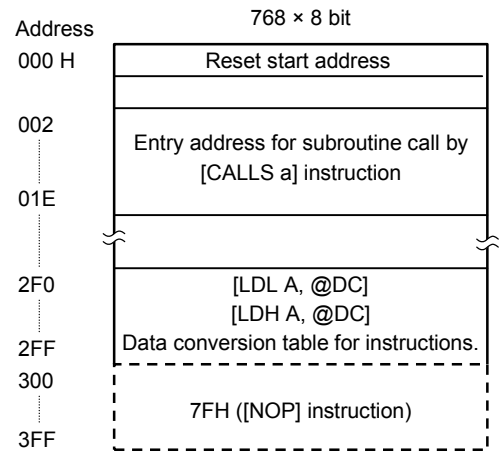 768 × 8 bit
Address
000 H
Reset start address
002
Entry address for subroutine call by
[CALLS a] instruction
01E
2F0
[LDL A, @DC]
[LDH A, @DC]
2FF
Data conversion table for instructions.
300
7FH ([NOP] instruction)
3FF